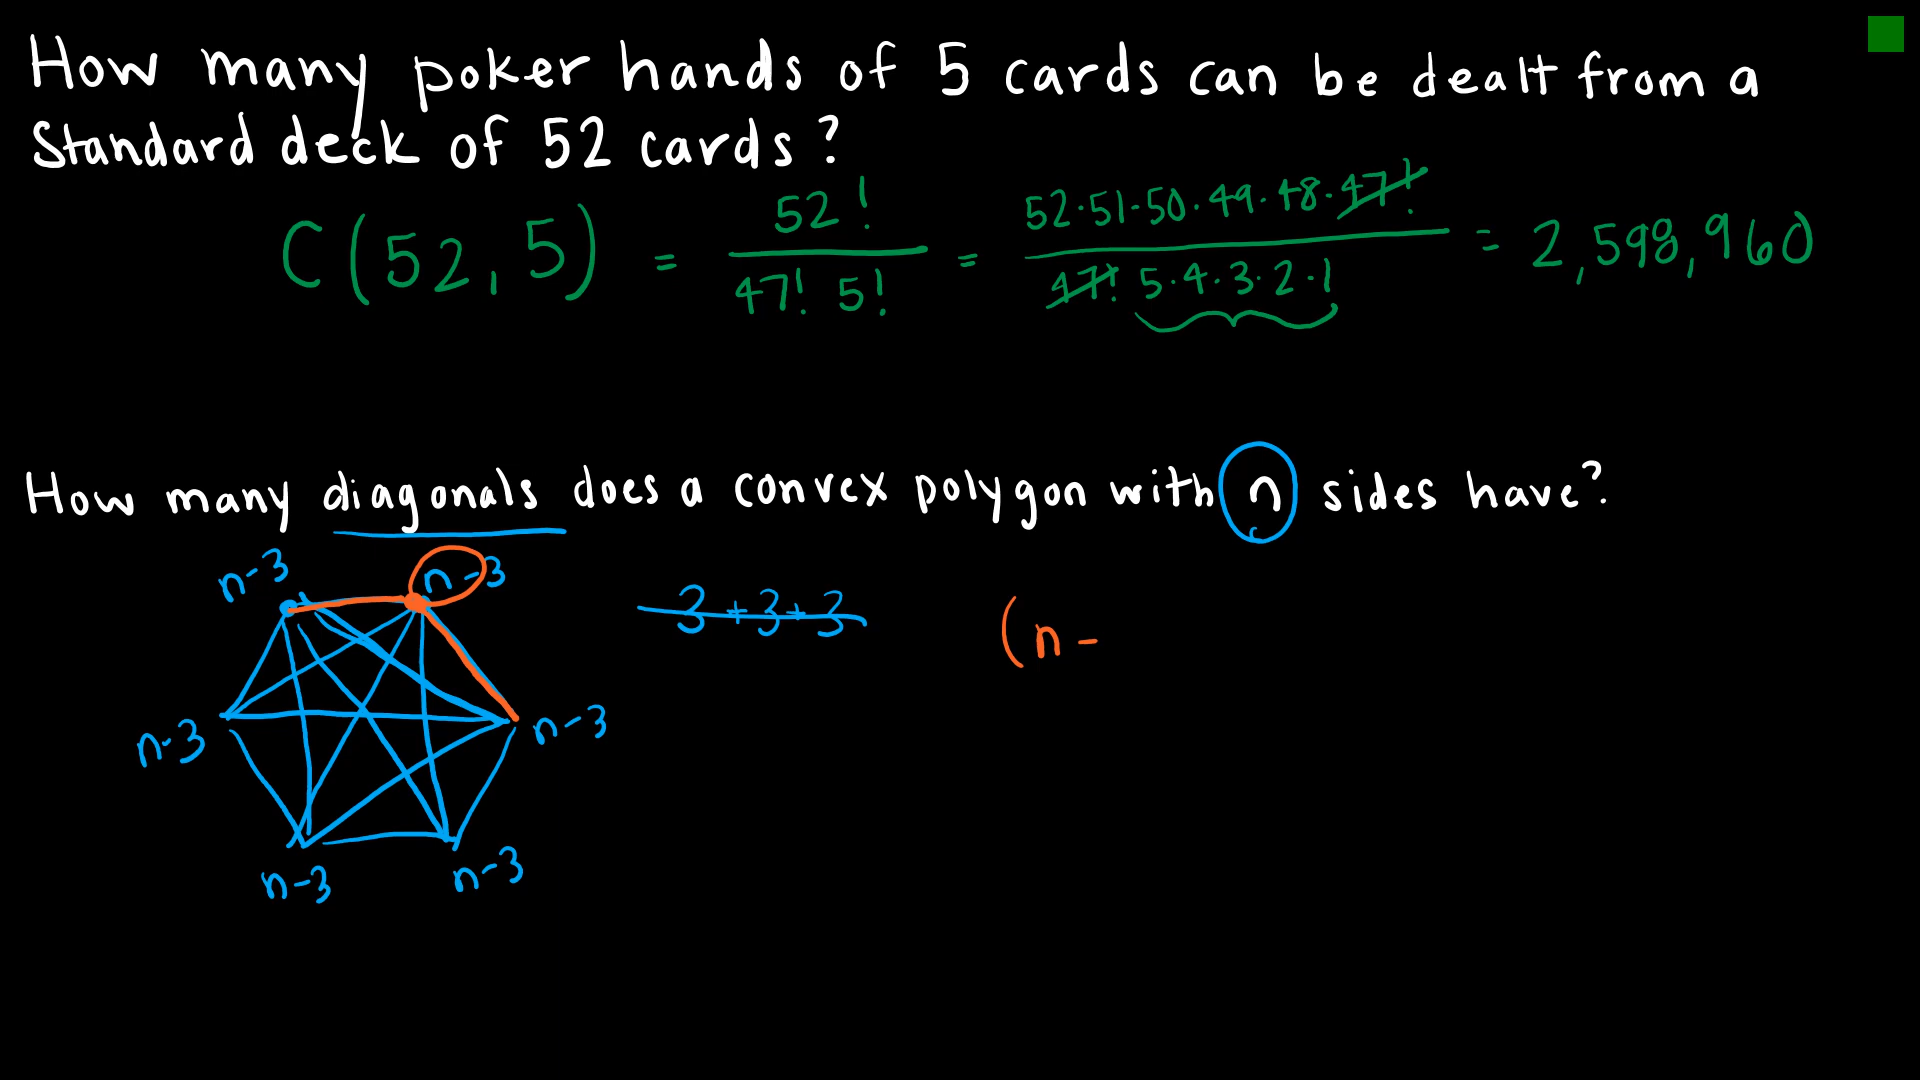 How many poker hands of 5 cards can be dealt from a
Standard deck of 52 cards?
C(52,5) = 52! / 47! 5! = 52·51·50·49·48·47! / 47! 5·4·3·2·1 = 2,598,960
How many diagonals does a convex polygon with n sides have?
n-3 n-3
3+3+3 (n-
n-3 n-3
n-3 n-3